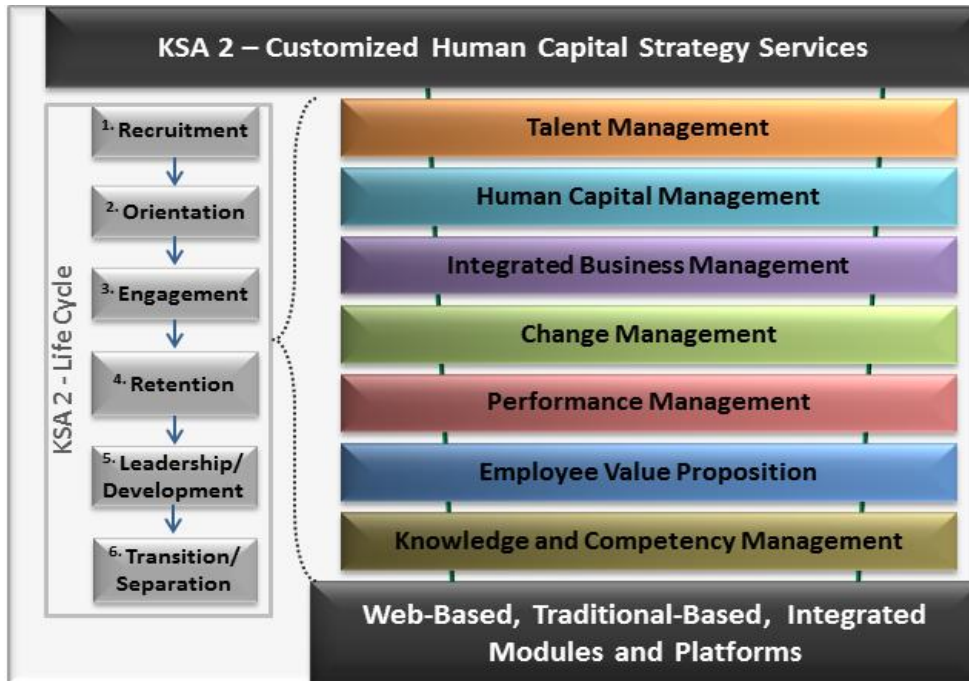 KSA 2 – Customized Human Capital Strategy Services
KSA 2 - Life Cycle
1. Recruitment
2. Orientation
3. Engagement
4. Retention
5. Leadership/
Development
6. Transition/
Separation
Talent Management
Human Capital Management
Integrated Business Management
Change Management
Performance Management
Employee Value Proposition
Knowledge and Competency Management
Web-Based, Traditional-Based, Integrated
Modules and Platforms